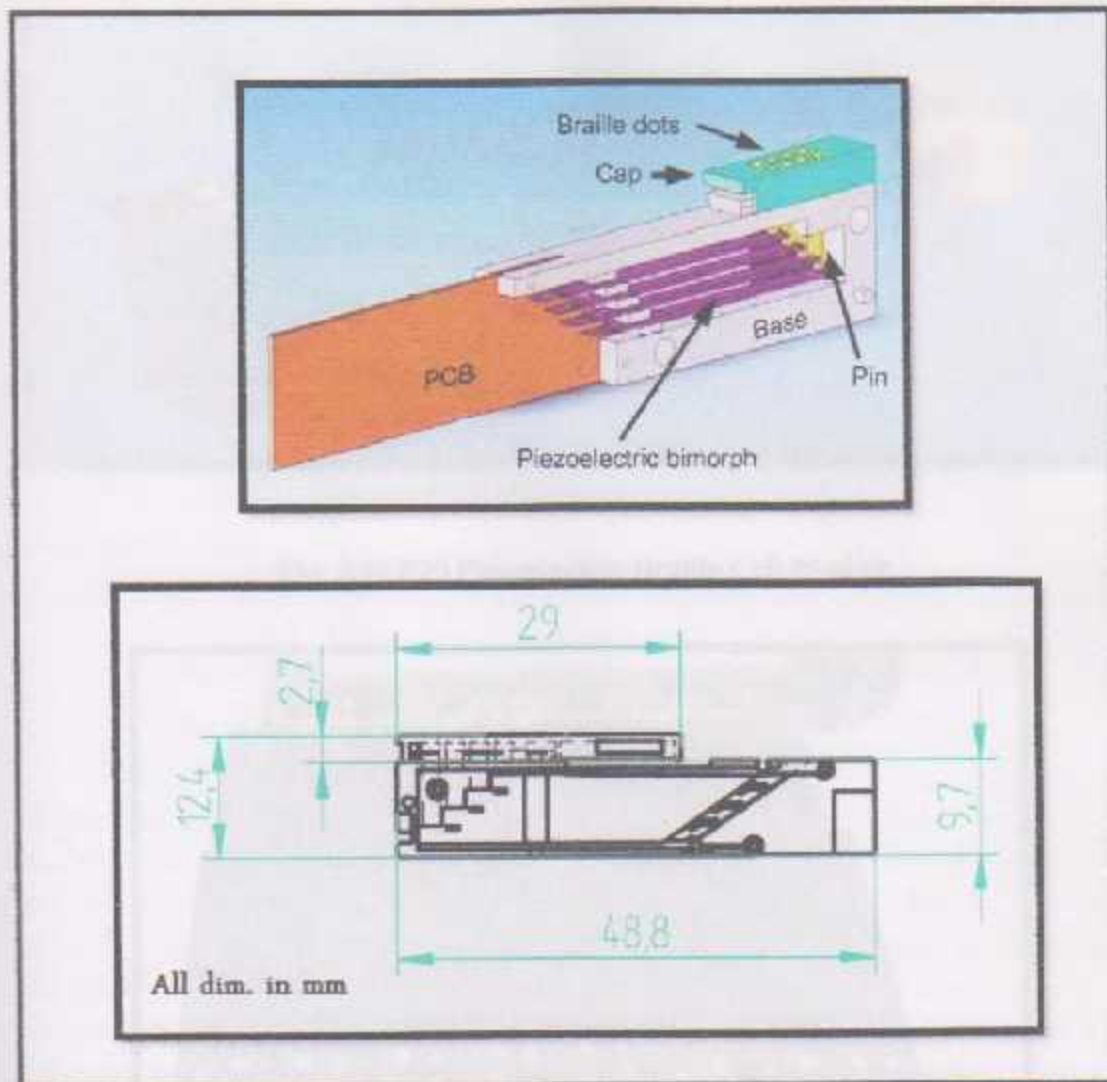 Braille dots
Cap
PCB
Base
Pin
Piezoelectric bimorph
29
2,7
12,4
9,7
48,8
All dim. in mm